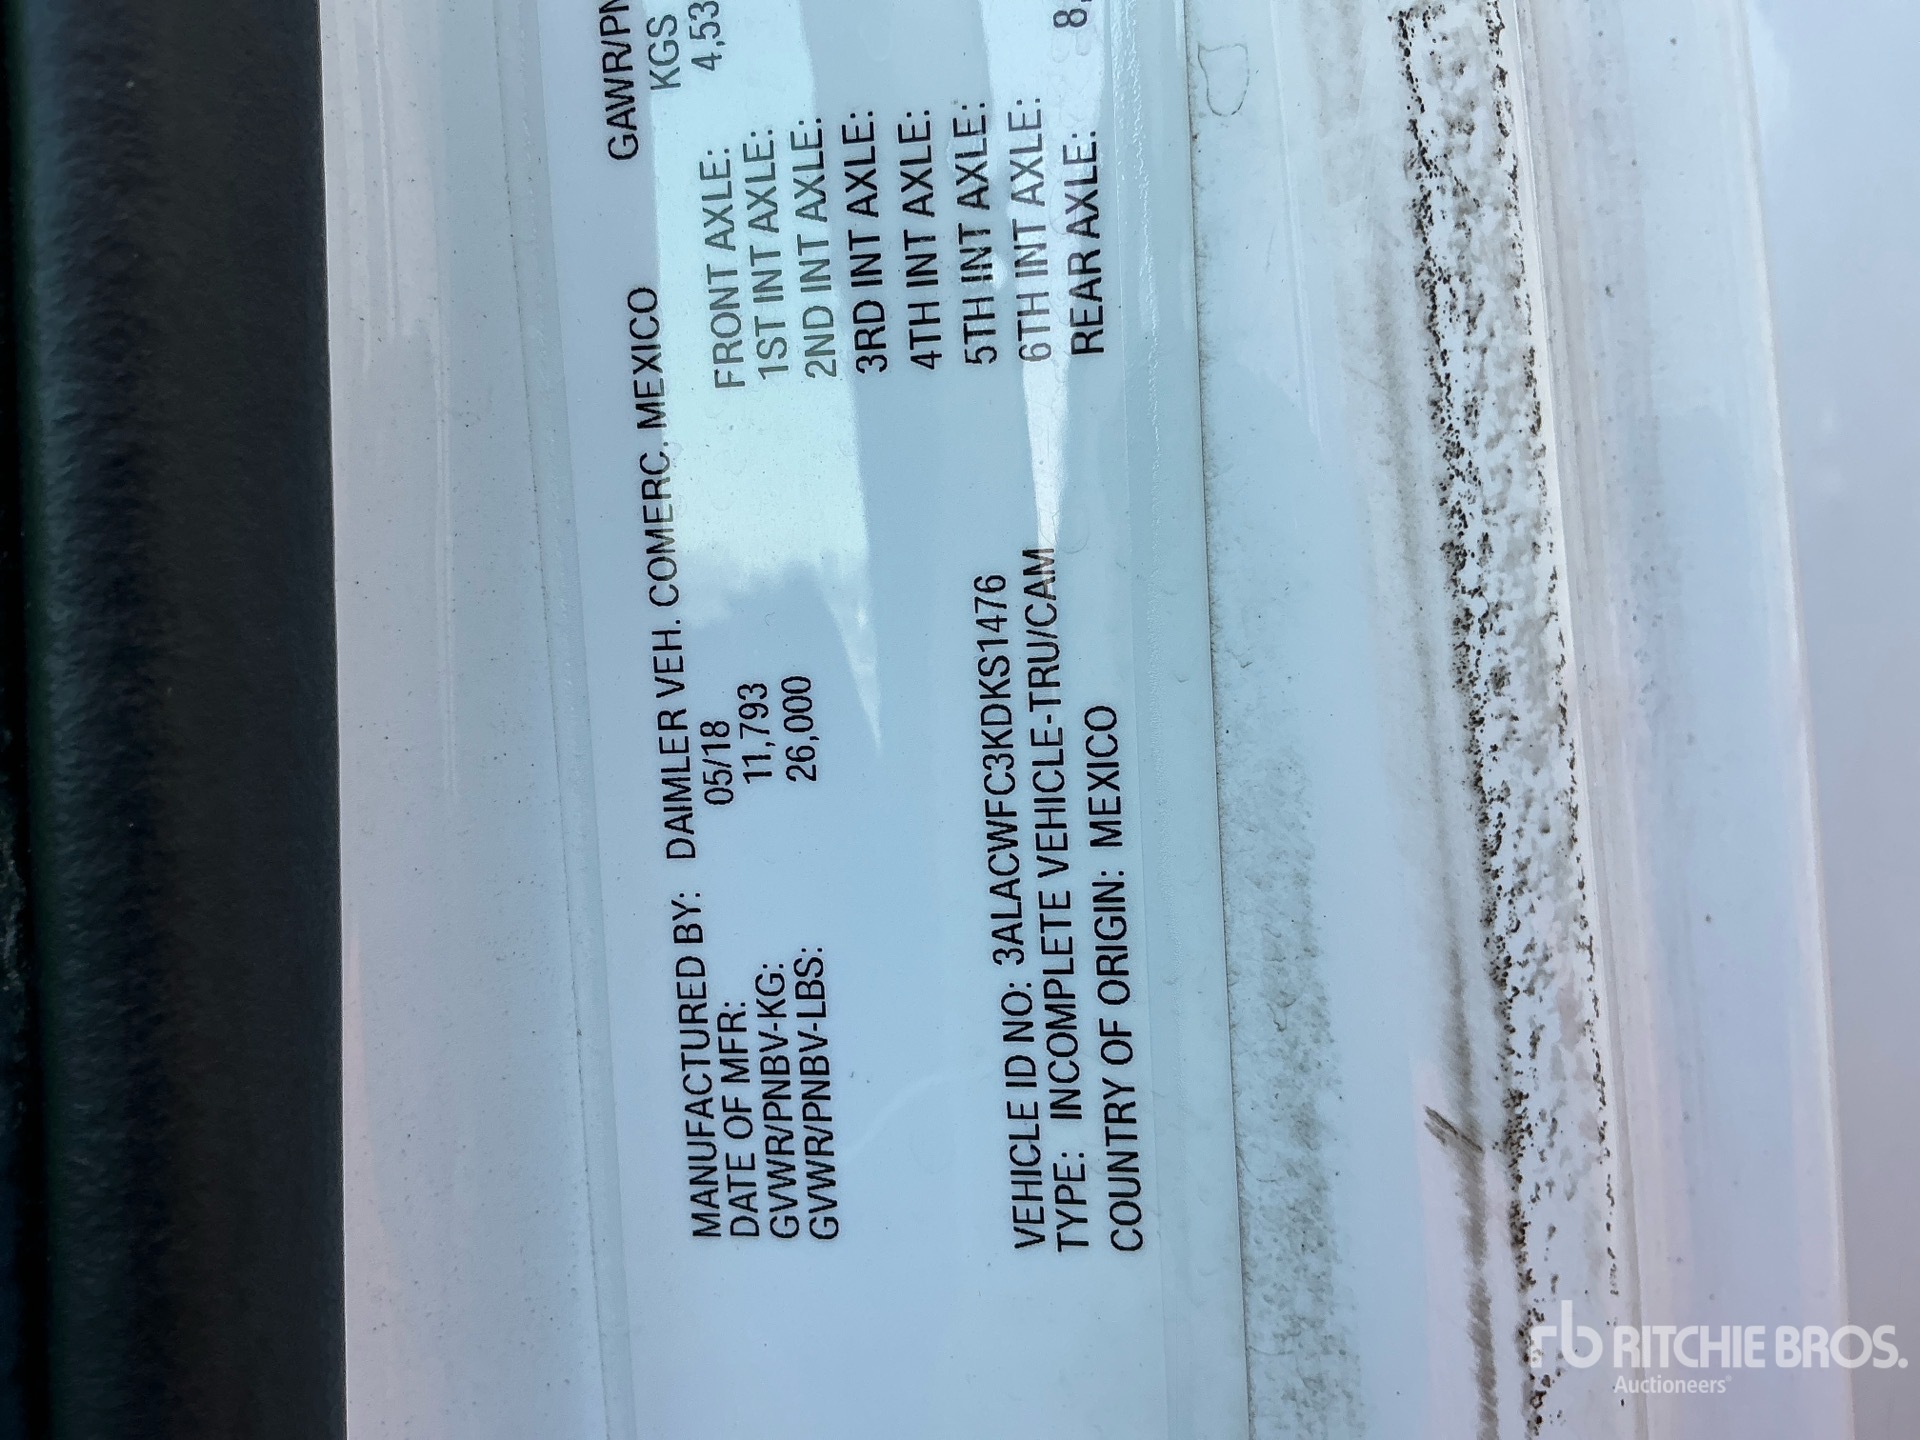 MANUFACTURED BY: DAIMLER VEH. COMERC. MEXICO GAWR/PN
DATE OF MFR: 05/18 KGS
GVWR/PNBV-KG: 11,793 FRONT AXLE: 4,53
GVWR/PNBV-LBS: 26,000 1ST INT AXLE:
2ND INT AXLE:
3RD INT AXLE:
4TH INT AXLE:
5TH INT AXLE:
VEHICLE ID NO: 3ALACWFC3KDKS1476 6TH INT AXLE:
TYPE: INCOMPLETE VEHICLE-TRU/CAM REAR AXLE: 8,
COUNTRY OF ORIGIN: MEXICO
rb RITCHIE BROS.
Auctioneers